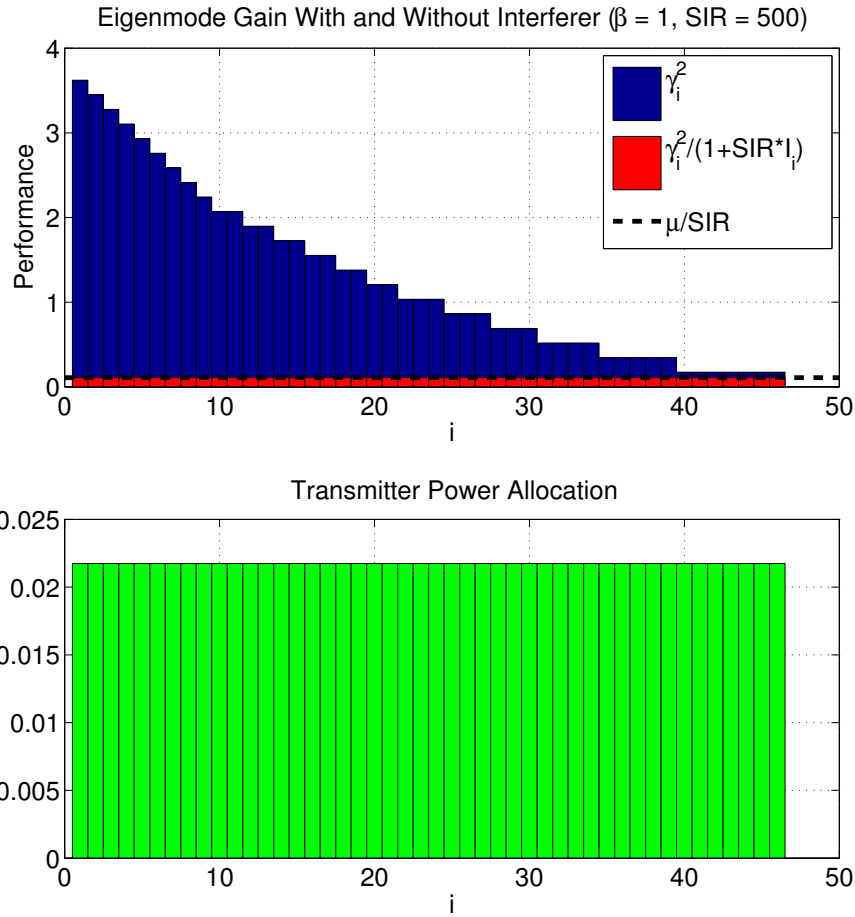 Eigenmode Gain With and Without Interferer (β = 1, SIR = 500)
4
3
2
1
0
Performance
γ_i^2
γ_i^2/(1+SIR*I_i)
μ/SIR
0 10 20 30 40 50
i
Transmitter Power Allocation
0.025
0.02
0.015
0.01
0.005
0
0 10 20 30 40 50
i